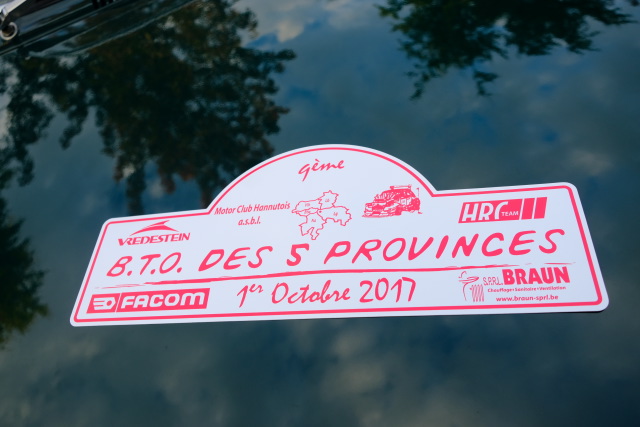 9ème
Motor Club Hannutois
a.s.b.l.
HRC TEAM
VREDESTEIN
B.T.O. DES 5 PROVINCES
FACOM
1er Octobre 2017
S.P.R.L. BRAUN
Chauffage • Sanitaire • Ventilation
www.braun-sprl.be